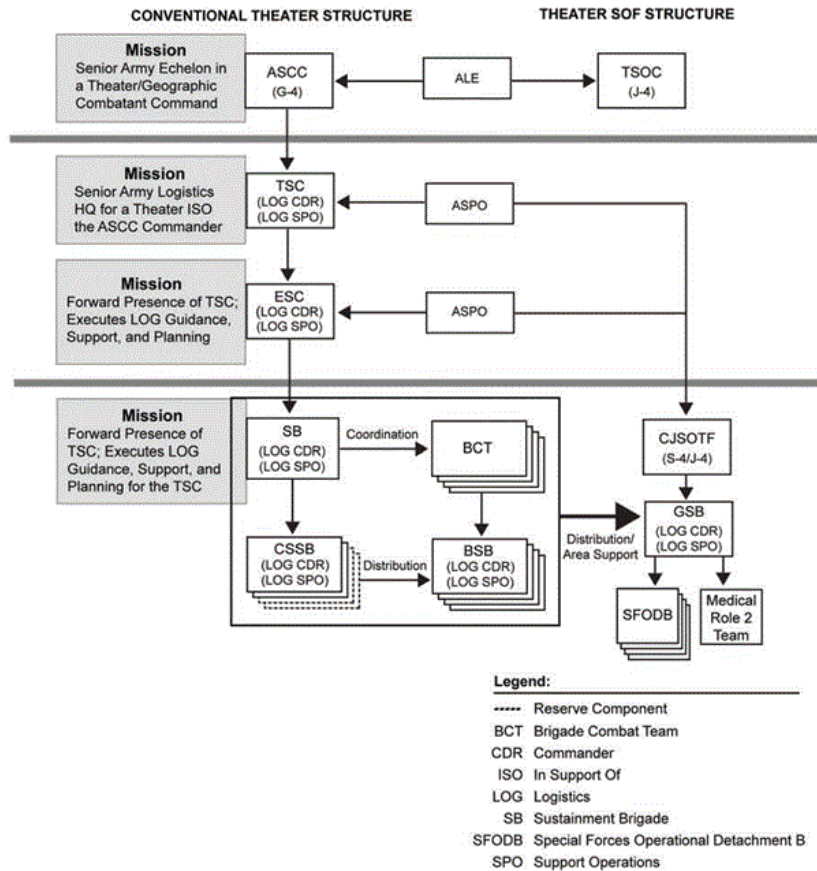 CONVENTIONAL THEATER STRUCTURE
THEATER SOF STRUCTURE
Mission
Senior Army Echelon in
a Theater/Geographic
Combatant Command
ASCC
(G-4)
ALE
TSOC
(J-4)
Mission
Senior Army Logistics
HQ for a Theater ISO
the ASCC Commander
TSC
(LOG CDR)
(LOG SPO)
ASPO
Mission
Forward Presence of TSC;
Executes LOG Guidance,
Support, and Planning
ESC
(LOG CDR)
(LOG SPO)
ASPO
Mission
Forward Presence of
TSC; Executes LOG
Guidance, Support, and
Planning for the TSC
SB
(LOG CDR)
(LOG SPO)
Coordination
BCT
CJSOTF
(S-4/J-4)
CSSB
(LOG CDR)
(LOG SPO)
Distribution
BSB
(LOG CDR)
(LOG SPO)
Distribution/
Area Support
GSB
(LOG CDR)
(LOG SPO)
SFODB
Medical
Role 2
Team
Legend:
----- Reserve Component
BCT Brigade Combat Team
CDR Commander
ISO In Support Of
LOG Logistics
SB Sustainment Brigade
SFODB Special Forces Operational Detachment B
SPO Support Operations